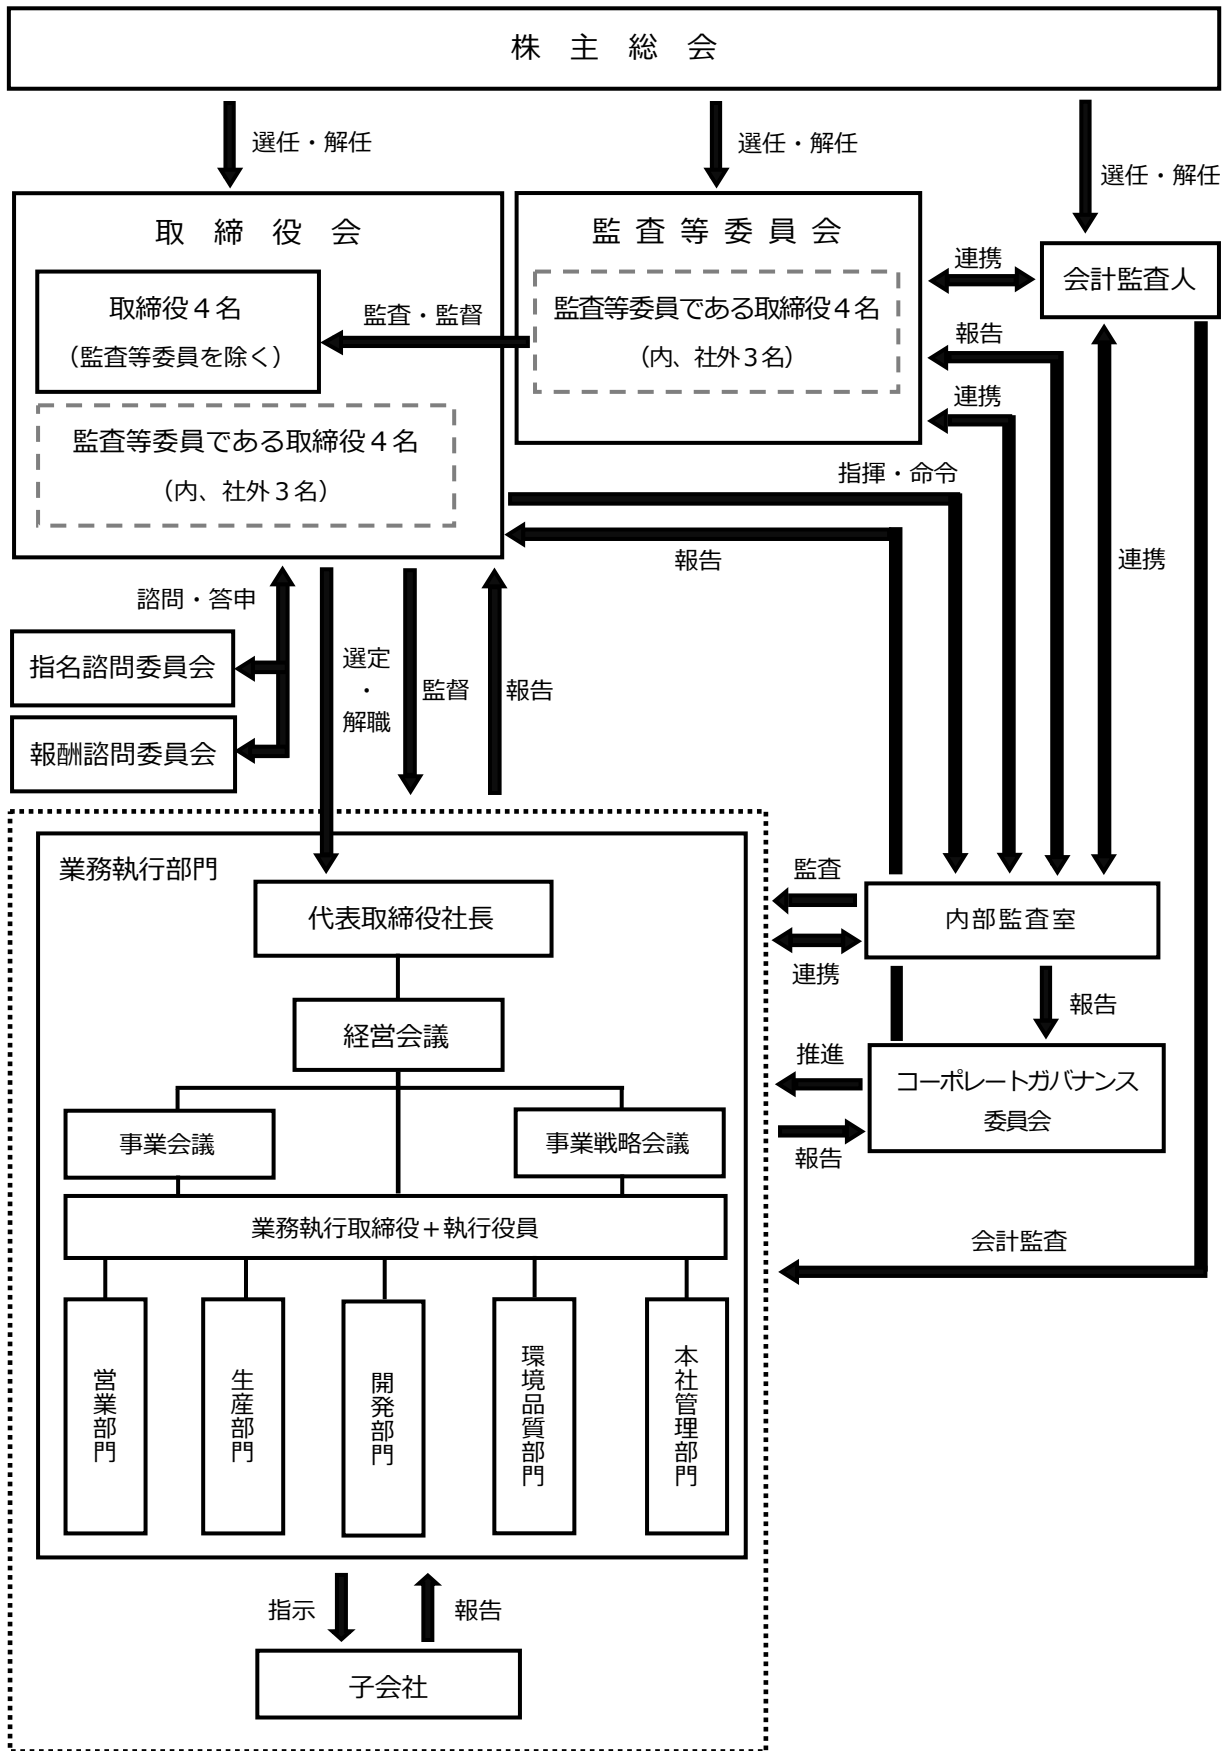 株主総会
選任・解任
選任・解任
選任・解任
取締役会
取締役４名
（監査等委員を除く）
監査等委員である取締役４名
（内、社外３名）
監査・監督
監査等委員会
監査等委員である取締役４名
（内、社外３名）
連携
会計監査人
報告
連携
指揮・命令
報告
連携
諮問・答申
指名諮問委員会
報酬諮問委員会
選定
・
解職
監督
報告
業務執行部門
代表取締役社長
経営会議
事業会議
事業戦略会議
業務執行取締役＋執行役員
営業部門
生産部門
開発部門
環境品質部門
本社管理部門
監査
連携
内部監査室
報告
推進
報告
コーポレートガバナンス
委員会
会計監査
指示
報告
子会社